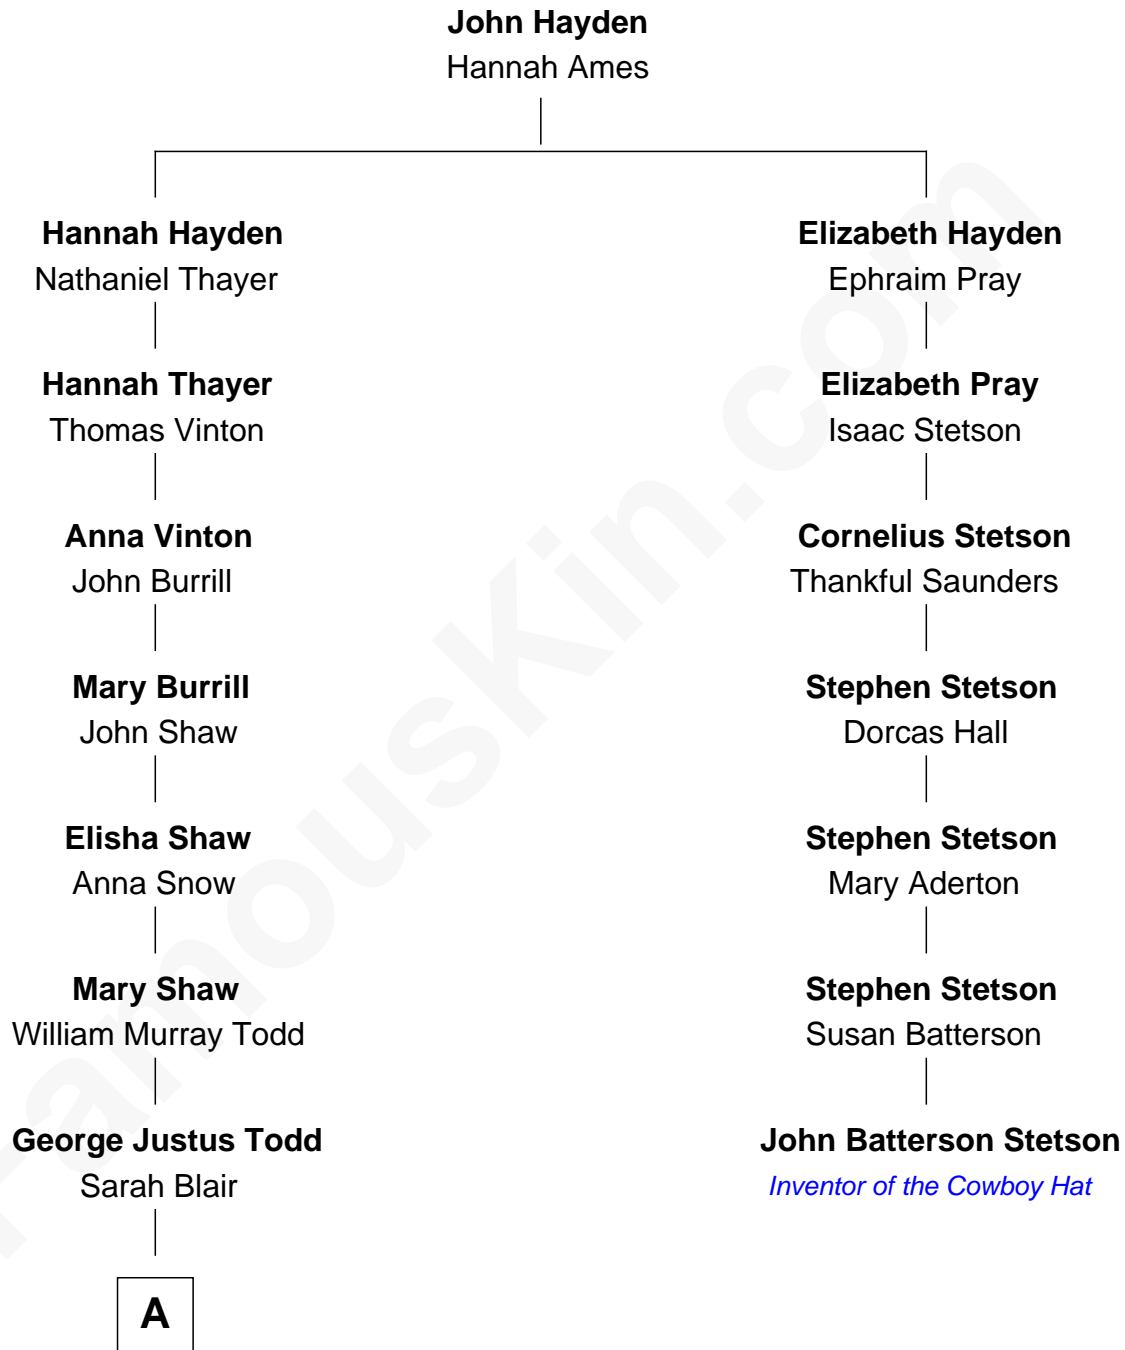 John Hayden
Hannah Ames
Hannah Hayden
Nathaniel Thayer
Elizabeth Hayden
Ephraim Pray
Hannah Thayer
Thomas Vinton
Elizabeth Pray
Isaac Stetson
Anna Vinton
John Burrill
Cornelius Stetson
Thankful Saunders
Mary Burrill
John Shaw
Stephen Stetson
Dorcas Hall
Elisha Shaw
Anna Snow
Stephen Stetson
Mary Aderton
Mary Shaw
William Murray Todd
Stephen Stetson
Susan Batterson
George Justus Todd
Sarah Blair
John Batterson Stetson
Inventor of the Cowboy Hat
A
FamousKin.com